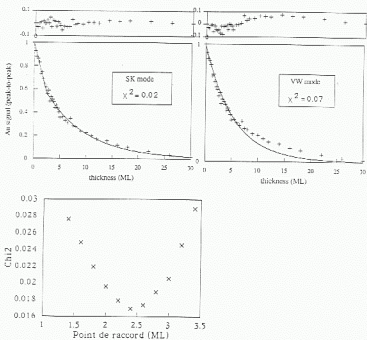 0.1
0
-0.1
0.1
0
0.1
1
0.8
0.6
0.4
0.2
0
Au signal (peak-to-peak)
SK mode
χ²=0.02
0 5 10 15 20 25 30
thickness (ML)
1
0
VW mode
χ²=0.07
0 5 10 15 20 25 30
thickness (ML)
0.03
0.028
0.026
0.024
0.022
0.02
0.018
0.016
Chi2
1 1.5 2 2.5 3 3.5
Point de raccord (ML)